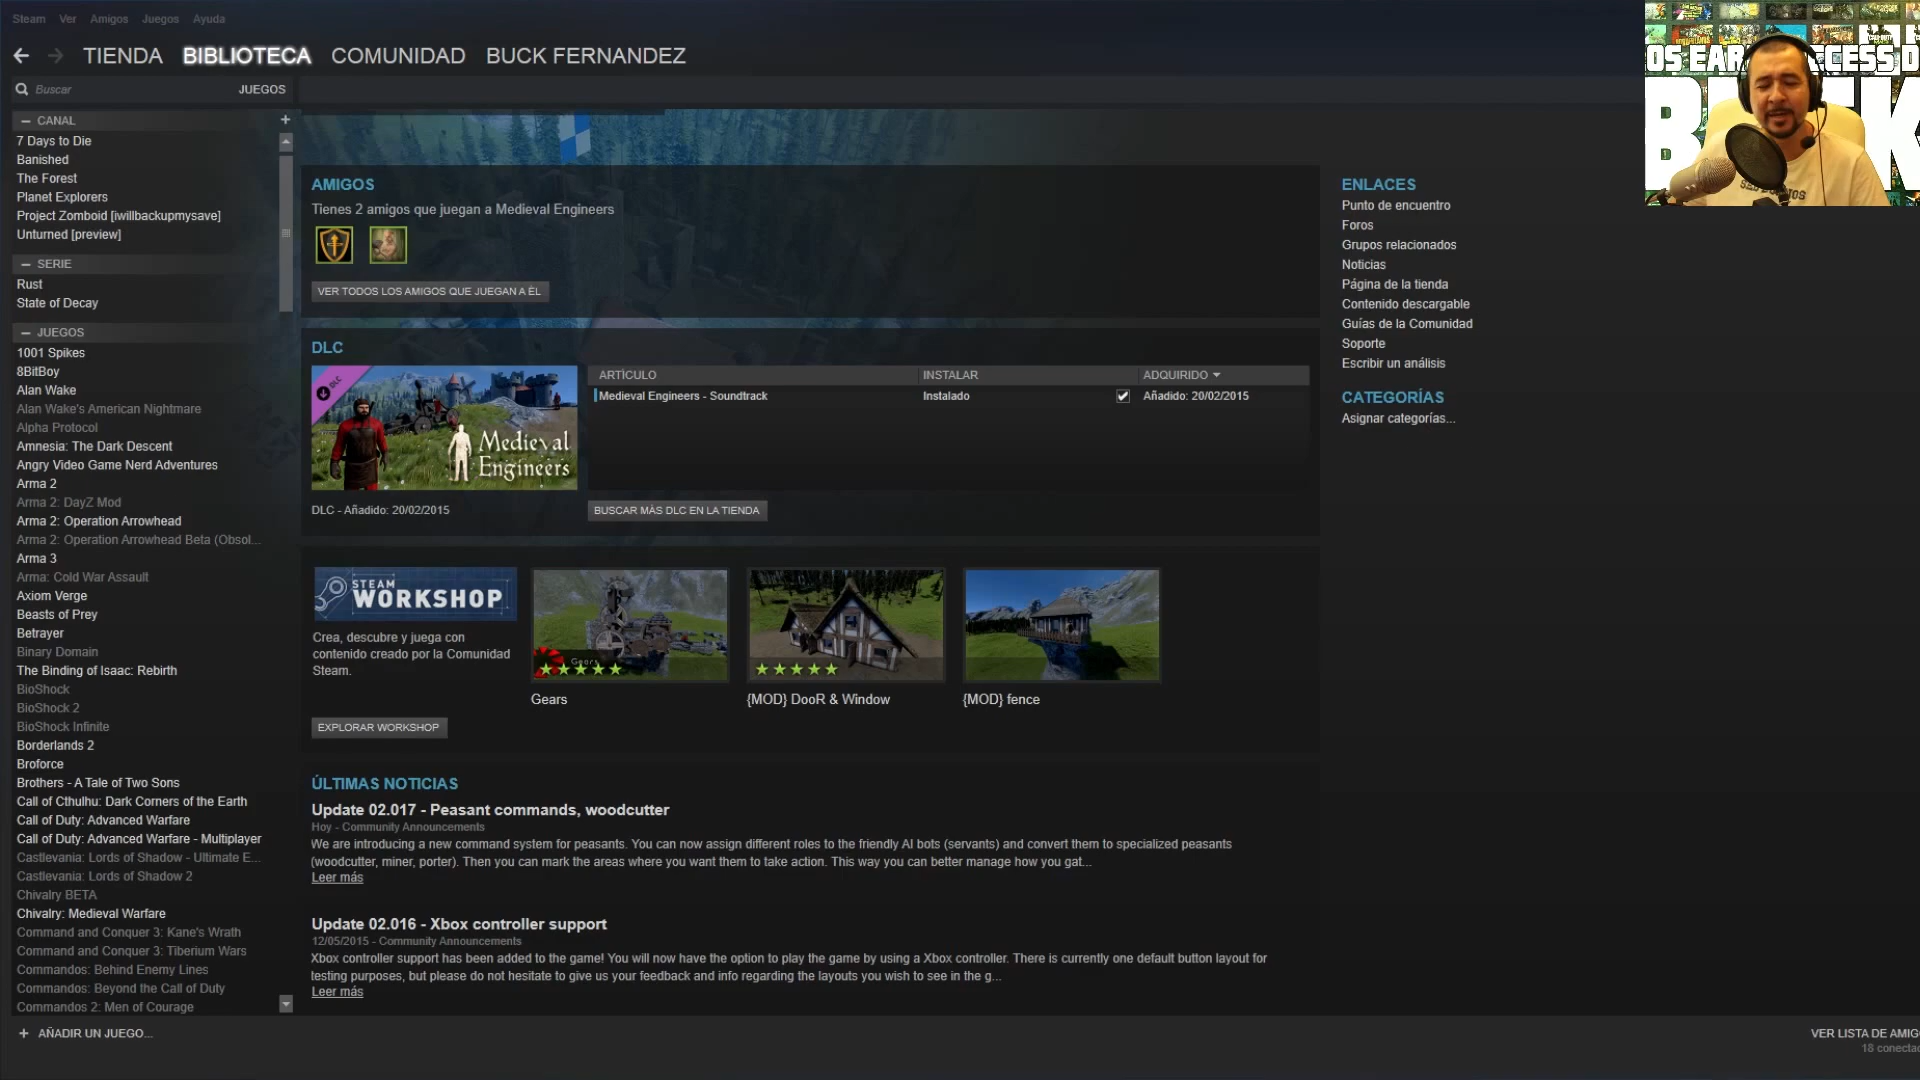 Steam Ver Amigos Juegos Ayuda
TIENDA BIBLIOTECA COMUNIDAD BUCK FERNANDEZ
Buscar JUEGOS
CANAL
7 Days to Die
Banished
The Forest
Planet Explorers
Project Zomboid [iwillbackupmysave]
Unturned [preview]
SERIE
Rust
State of Decay
JUEGOS
1001 Spikes
8BitBoy
Alan Wake
Alan Wake's American Nightmare
Alpha Protocol
Amnesia: The Dark Descent
Angry Video Game Nerd Adventures
Arma 2
Arma 2: DayZ Mod
Arma 2: Operation Arrowhead
Arma 2: Operation Arrowhead Beta (Obsol...
Arma 3
Arma: Cold War Assault
Axiom Verge
Beasts of Prey
Betrayer
Binary Domain
The Binding of Isaac: Rebirth
BioShock
BioShock 2
BioShock Infinite
Borderlands 2
Broforce
Brothers - A Tale of Two Sons
Call of Cthulhu: Dark Corners of the Earth
Call of Duty: Advanced Warfare
Call of Duty: Advanced Warfare - Multiplayer
Castlevania: Lords of Shadow - Ultimate E...
Castlevania: Lords of Shadow 2
Chivalry BETA
Chivalry: Medieval Warfare
Command and Conquer 3: Kane's Wrath
Command and Conquer 3: Tiberium Wars
Commandos: Behind Enemy Lines
Commandos: Beyond the Call of Duty
Commandos 2: Men of Courage
+ AÑADIR UN JUEGO...
AMIGOS
Tienes 2 amigos que juegan a Medieval Engineers
VER TODOS LOS AMIGOS QUE JUEGAN A ÉL
DLC
DLC
Medieval
Engineers
DLC - Añadido: 20/02/2015
ARTÍCULO INSTALAR ADQUIRIDO
Medieval Engineers - Soundtrack Instalado Añadido: 20/02/2015
BUSCAR MÁS DLC EN LA TIENDA
STEAM
WORKSHOP
Crea, descubre y juega con
contenido creado por la Comunidad
Steam.
EXPLORAR WORKSHOP
Gears
Gears
{MOD} DooR & Window
{MOD} fence
ÚLTIMAS NOTICIAS
Update 02.017 - Peasant commands, woodcutter
Hoy - Community Announcements
We are introducing a new command system for peasants. You can now assign different roles to the friendly AI bots (servants) and convert them to specialized peasants
(woodcutter, miner, porter). Then you can mark the areas where you want them to take action. This way you can better manage how you gat...
Leer más
Update 02.016 - Xbox controller support
12/05/2015 - Community Announcements
Xbox controller support has been added to the game! You will now have the option to play the game by using a Xbox controller. There is currently one default button layout for
testing purposes, but please do not hesitate to give us your feedback and info regarding the layouts you wish to see in the g...
Leer más
ENLACES
Punto de encuentro
Foros
Grupos relacionados
Noticias
Página de la tienda
Contenido descargable
Guías de la Comunidad
Soporte
Escribir un análisis
CATEGORÍAS
Asignar categorías...
VER LISTA DE AMIG
18 conectad